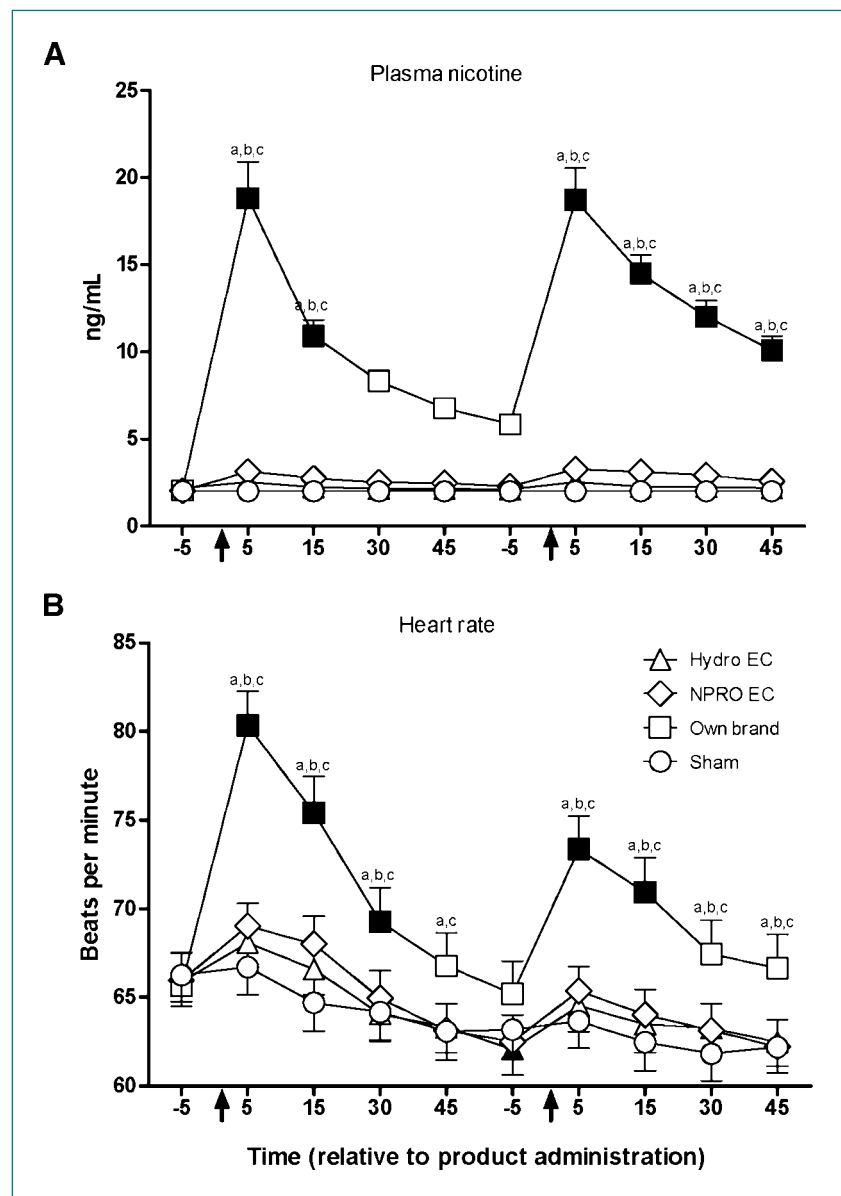 A
Plasma nicotine
25
20
15
10
5
0
ng/mL
a,b,c
a,b,c
a,b,c
a,b,c
a,b,c
a,b,c
-5 5 15 30 45 -5 5 15 30 45
B
Heart rate
85
80
75
70
65
60
Beats per minute
Hydro EC
NPRO EC
Own brand
Sham
a,b,c
a,b,c
a,b,c
a,c
a,b,c
a,b,c
a,b,c
a,b,c
-5 5 15 30 45 -5 5 15 30 45
Time (relative to product administration)